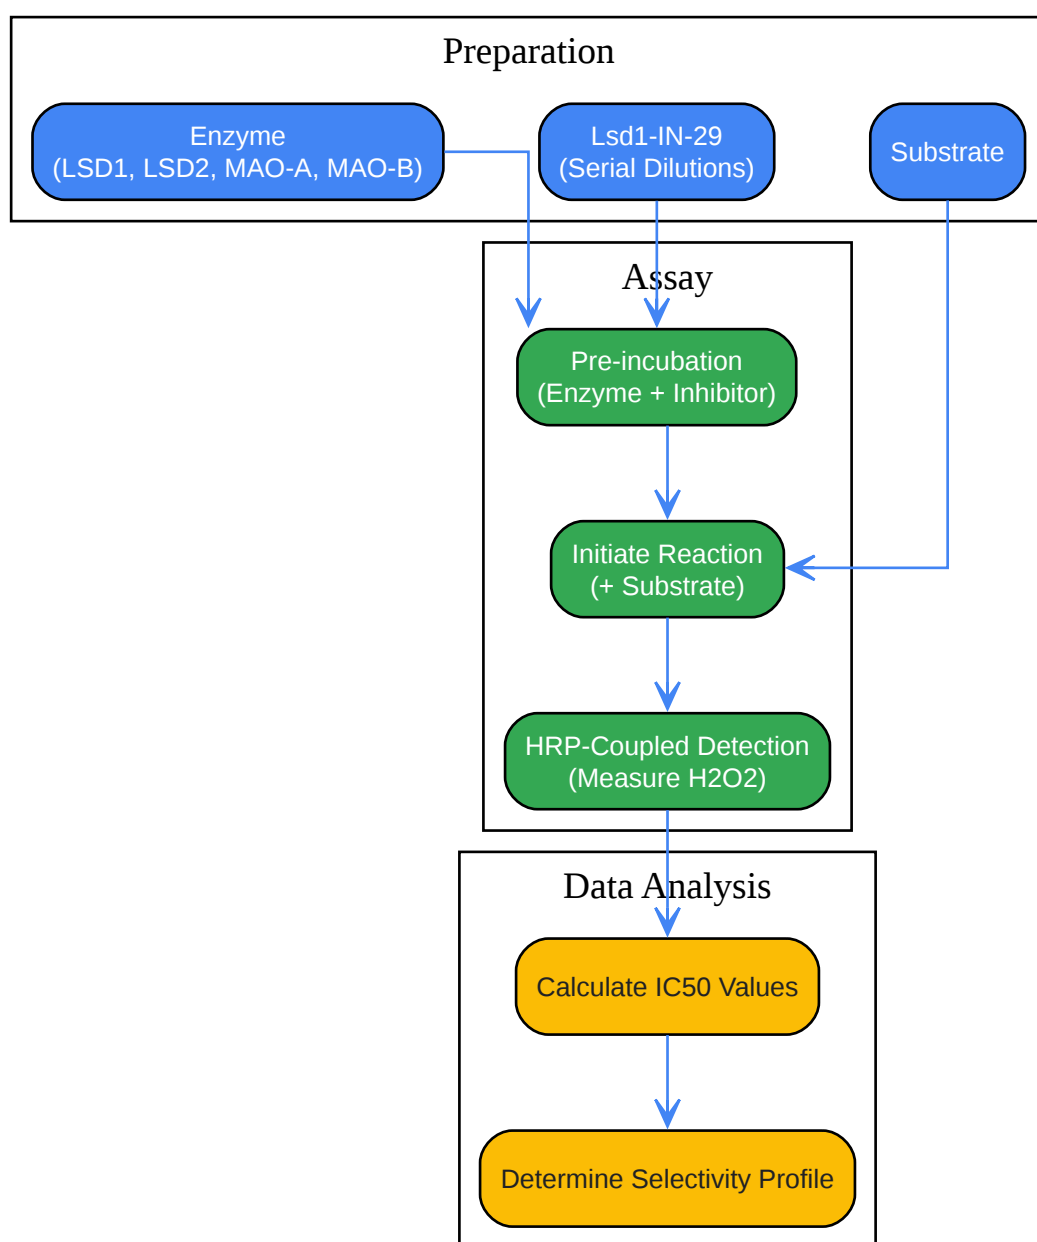 Preparation
Enzyme
(LSD1, LSD2, MAO-A, MAO-B)
Lsd1-IN-29
(Serial Dilutions)
Substrate
Assay
Pre-incubation
(Enzyme + Inhibitor)
Initiate Reaction
(+ Substrate)
HRP-Coupled Detection
(Measure H2O2)
Data Analysis
Calculate IC50 Values
Determine Selectivity Profile